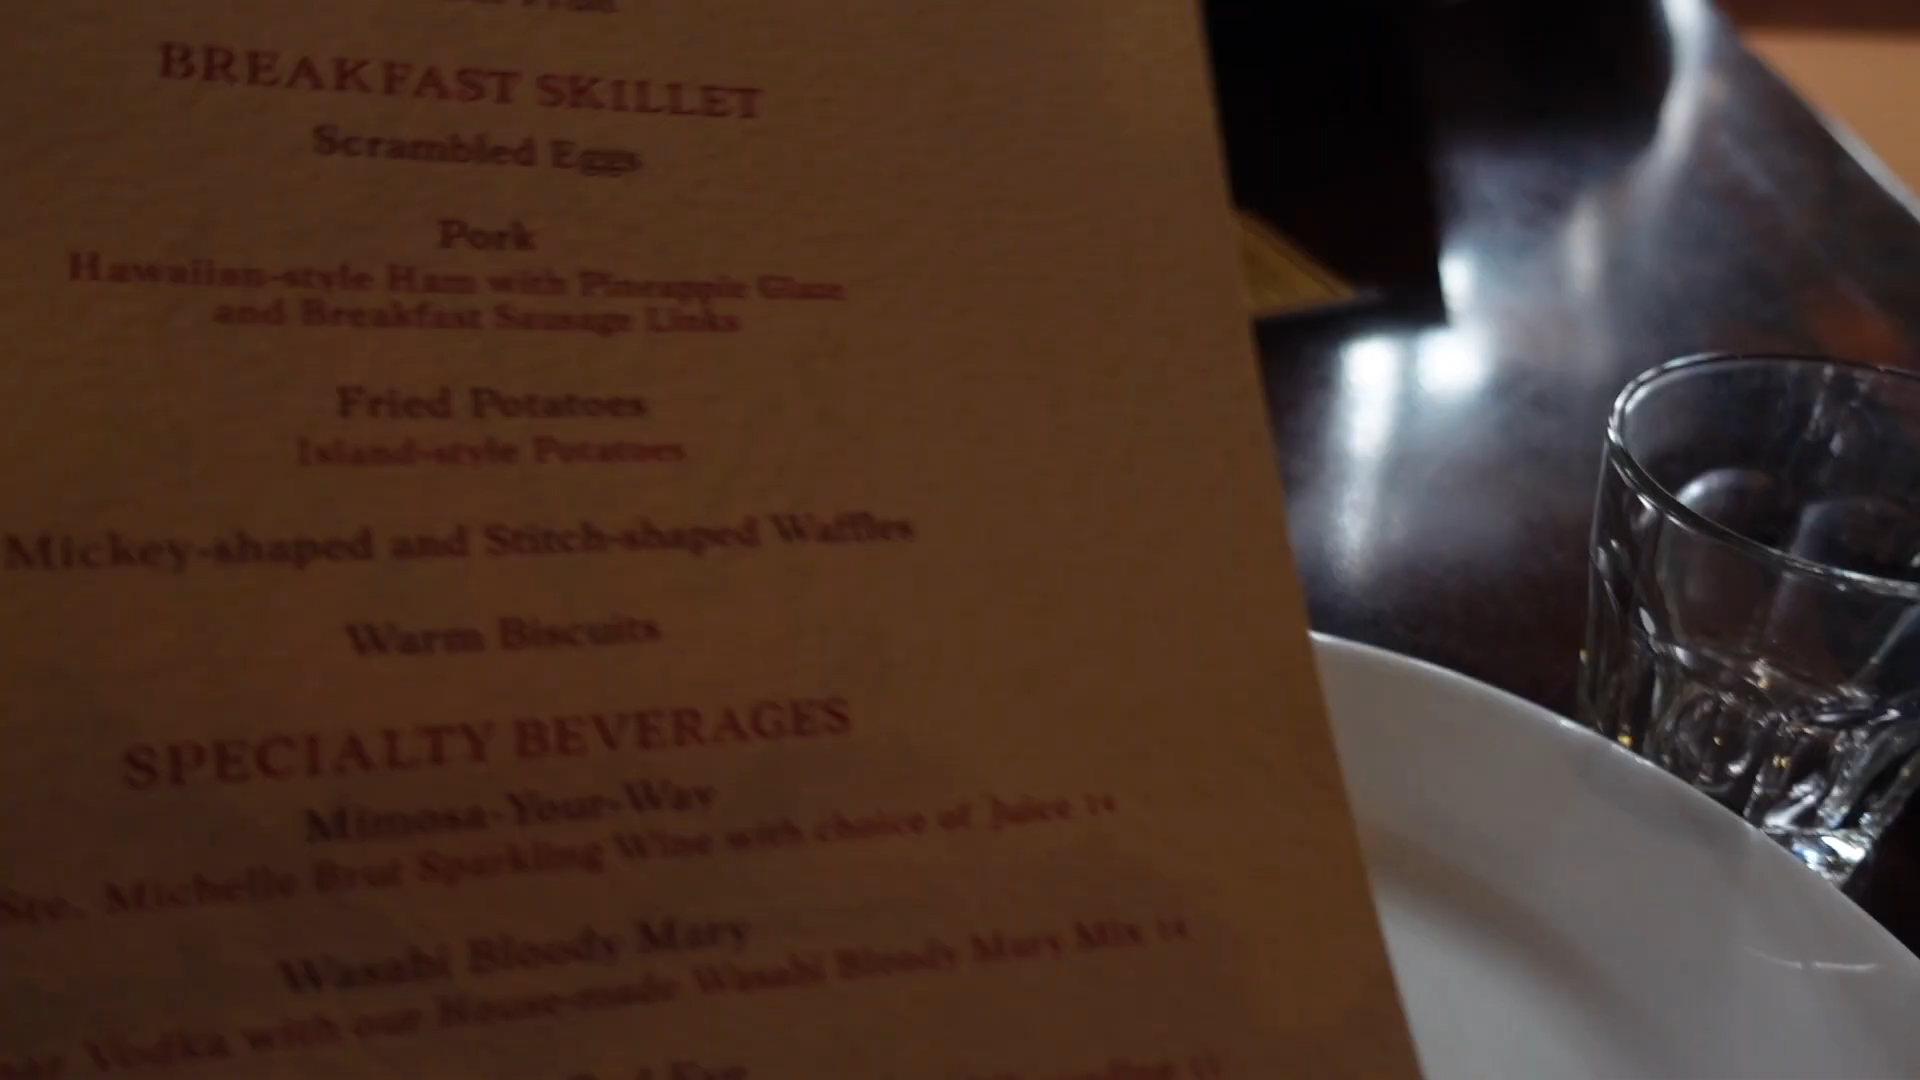 Fruit
BREAKFAST SKILLET
Scrambled Eggs
Pork
Hawaiian-style Ham with Pineapple Glaze
and Breakfast Sausage Links
Fried Potatoes
Island-style Potatoes
Mickey-shaped and Stitch-shaped Waffles
Warm Biscuits
SPECIALTY BEVERAGES
Mimosa-Your-Way
Ste. Michelle Brut Sparkling Wine with choice of Juice
Wasabi Bloody Mary
Vodka with our House-made Wasabi Bloody Mary Mix
Eye